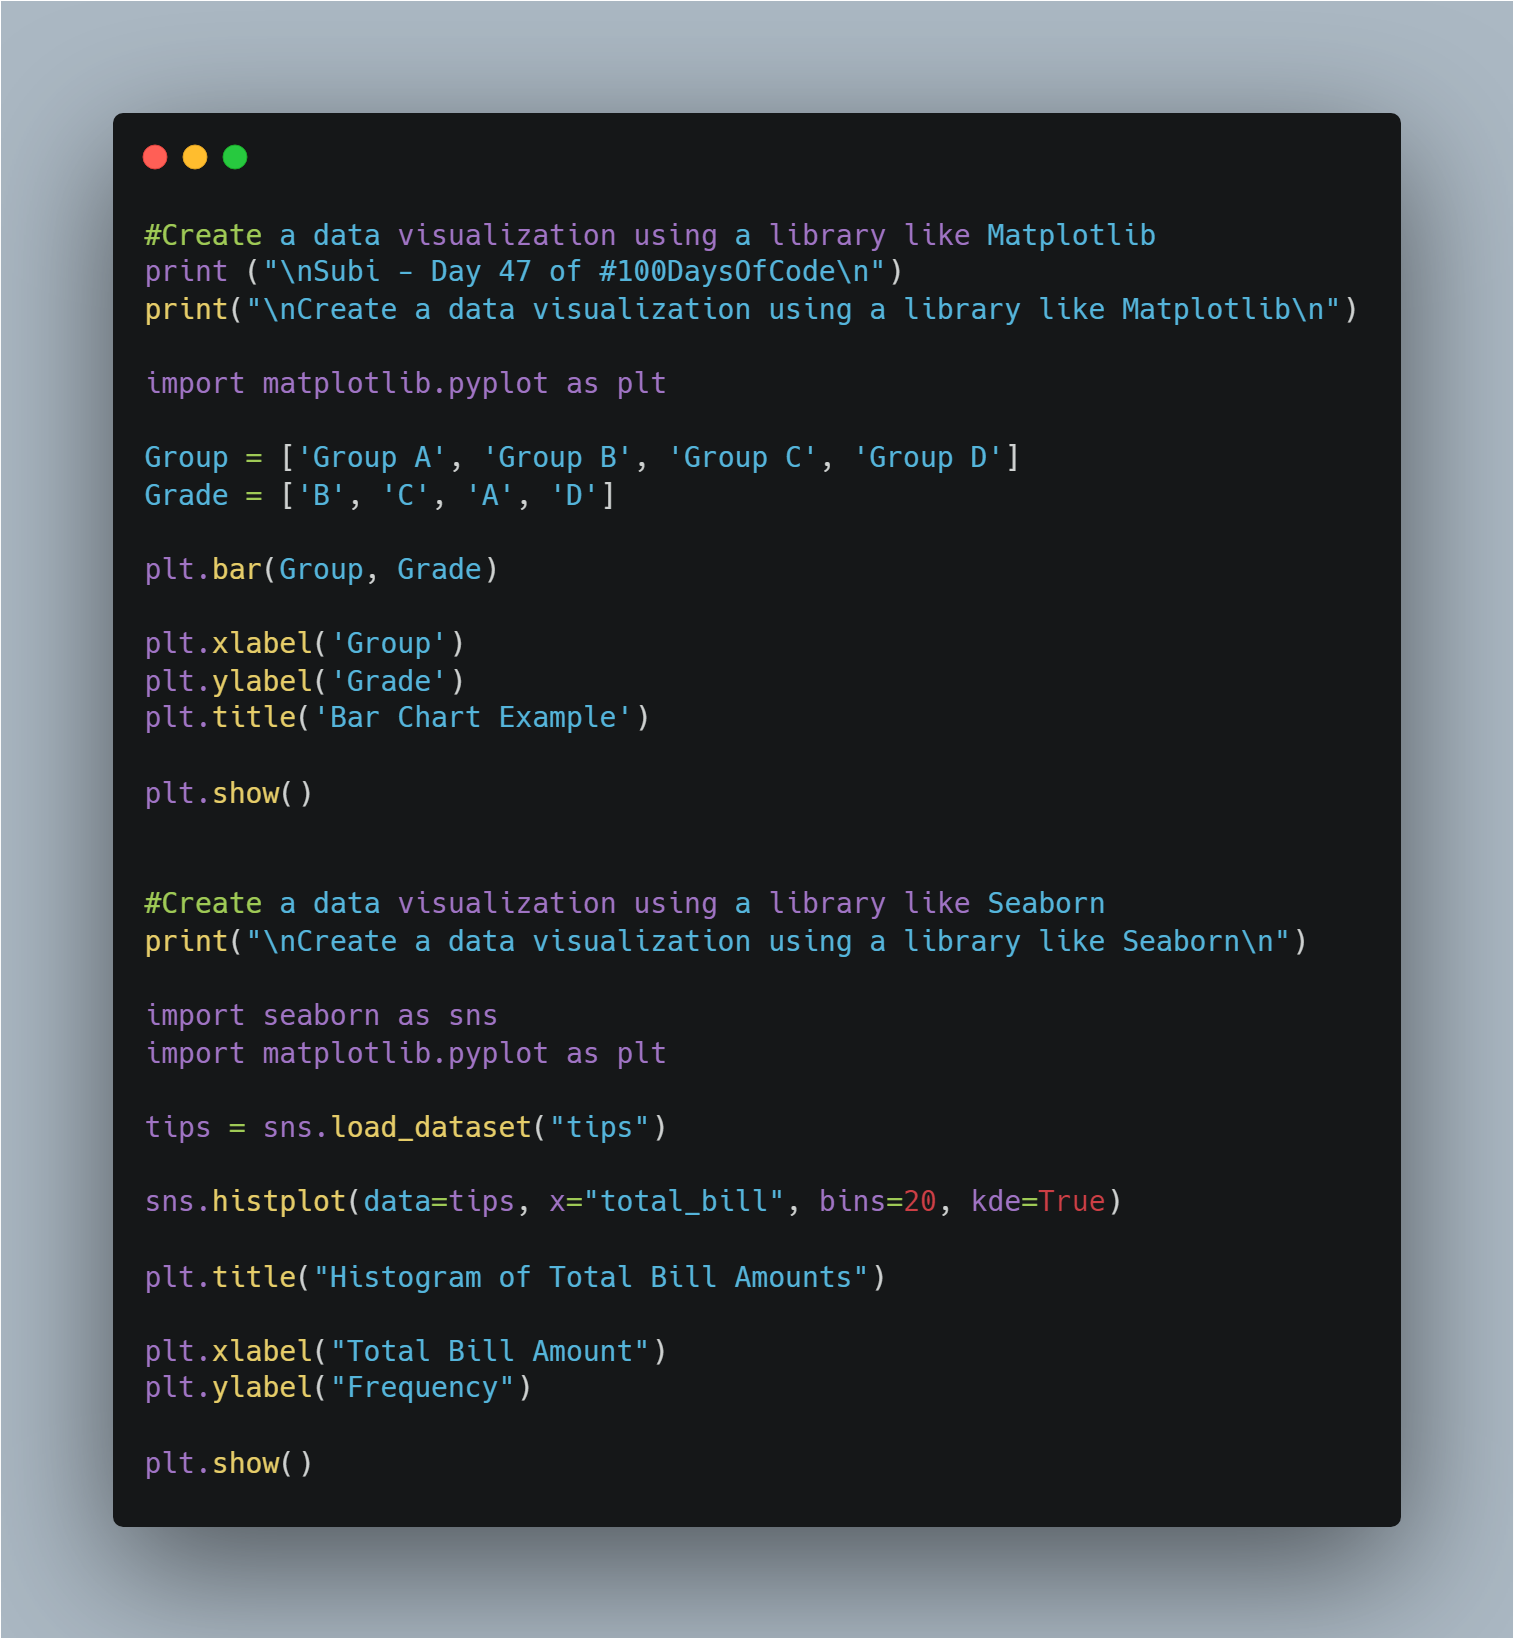 #Create a data visualization using a library like Matplotlib
print ("\nSubi - Day 47 of #100DaysOfCode\n")
print("\nCreate a data visualization using a library like Matplotlib\n")
import matplotlib.pyplot as plt
Group = ['Group A', 'Group B', 'Group C', 'Group D']
Grade = ['B', 'C', 'A', 'D']
plt.bar(Group, Grade)
plt.xlabel('Group')
plt.ylabel('Grade')
plt.title('Bar Chart Example')
plt.show()
#Create a data visualization using a library like Seaborn
print("\nCreate a data visualization using a library like Seaborn\n")
import seaborn as sns
import matplotlib.pyplot as plt
tips = sns.load_dataset("tips")
sns.histplot(data=tips, x="total_bill", bins=20, kde=True)
plt.title("Histogram of Total Bill Amounts")
plt.xlabel("Total Bill Amount")
plt.ylabel("Frequency")
plt.show()